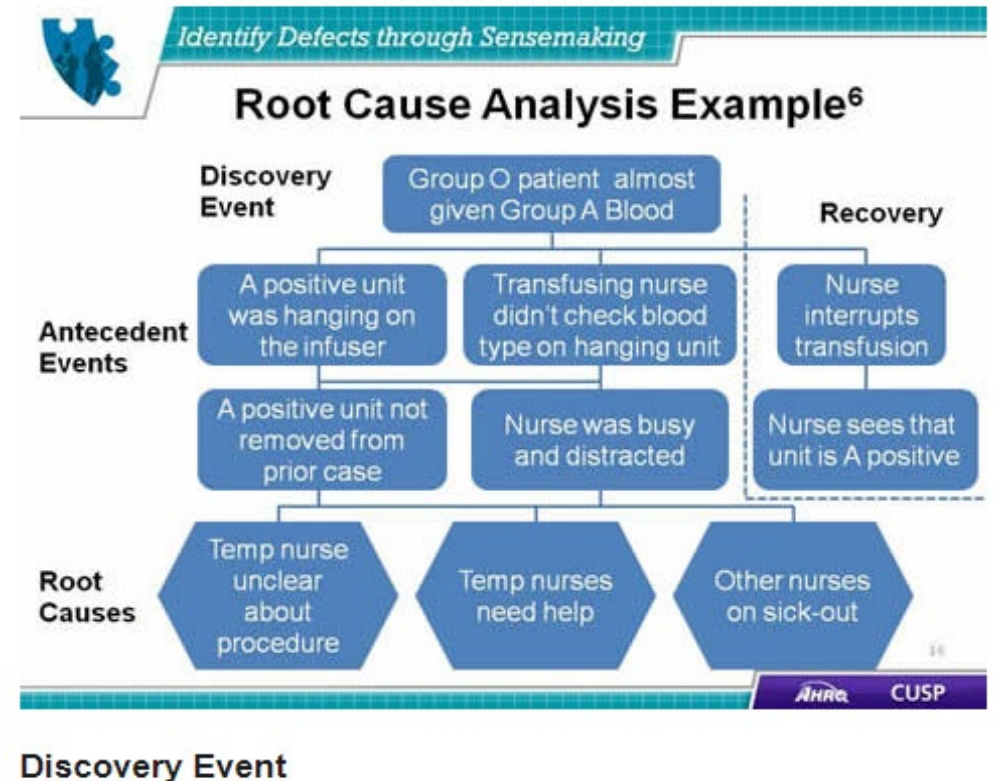 Identify Defects through Sensemaking
Root Cause Analysis Example6
Discovery
Event
Group O patient almost
given Group A Blood
Recovery
Antecedent
Events
A positive unit
was hanging on
the infuser
Transfusing nurse
didn't check blood
type on hanging unit
Nurse
interrupts
transfusion
A positive unit not
removed from
prior case
Nurse was busy
and distracted
Nurse sees that
unit is A positive
Root
Causes
Temp nurse
unclear
about
procedure
Temp nurses
need help
Other nurses
on sick-out
16
AHRQ CUSP
Discovery Event